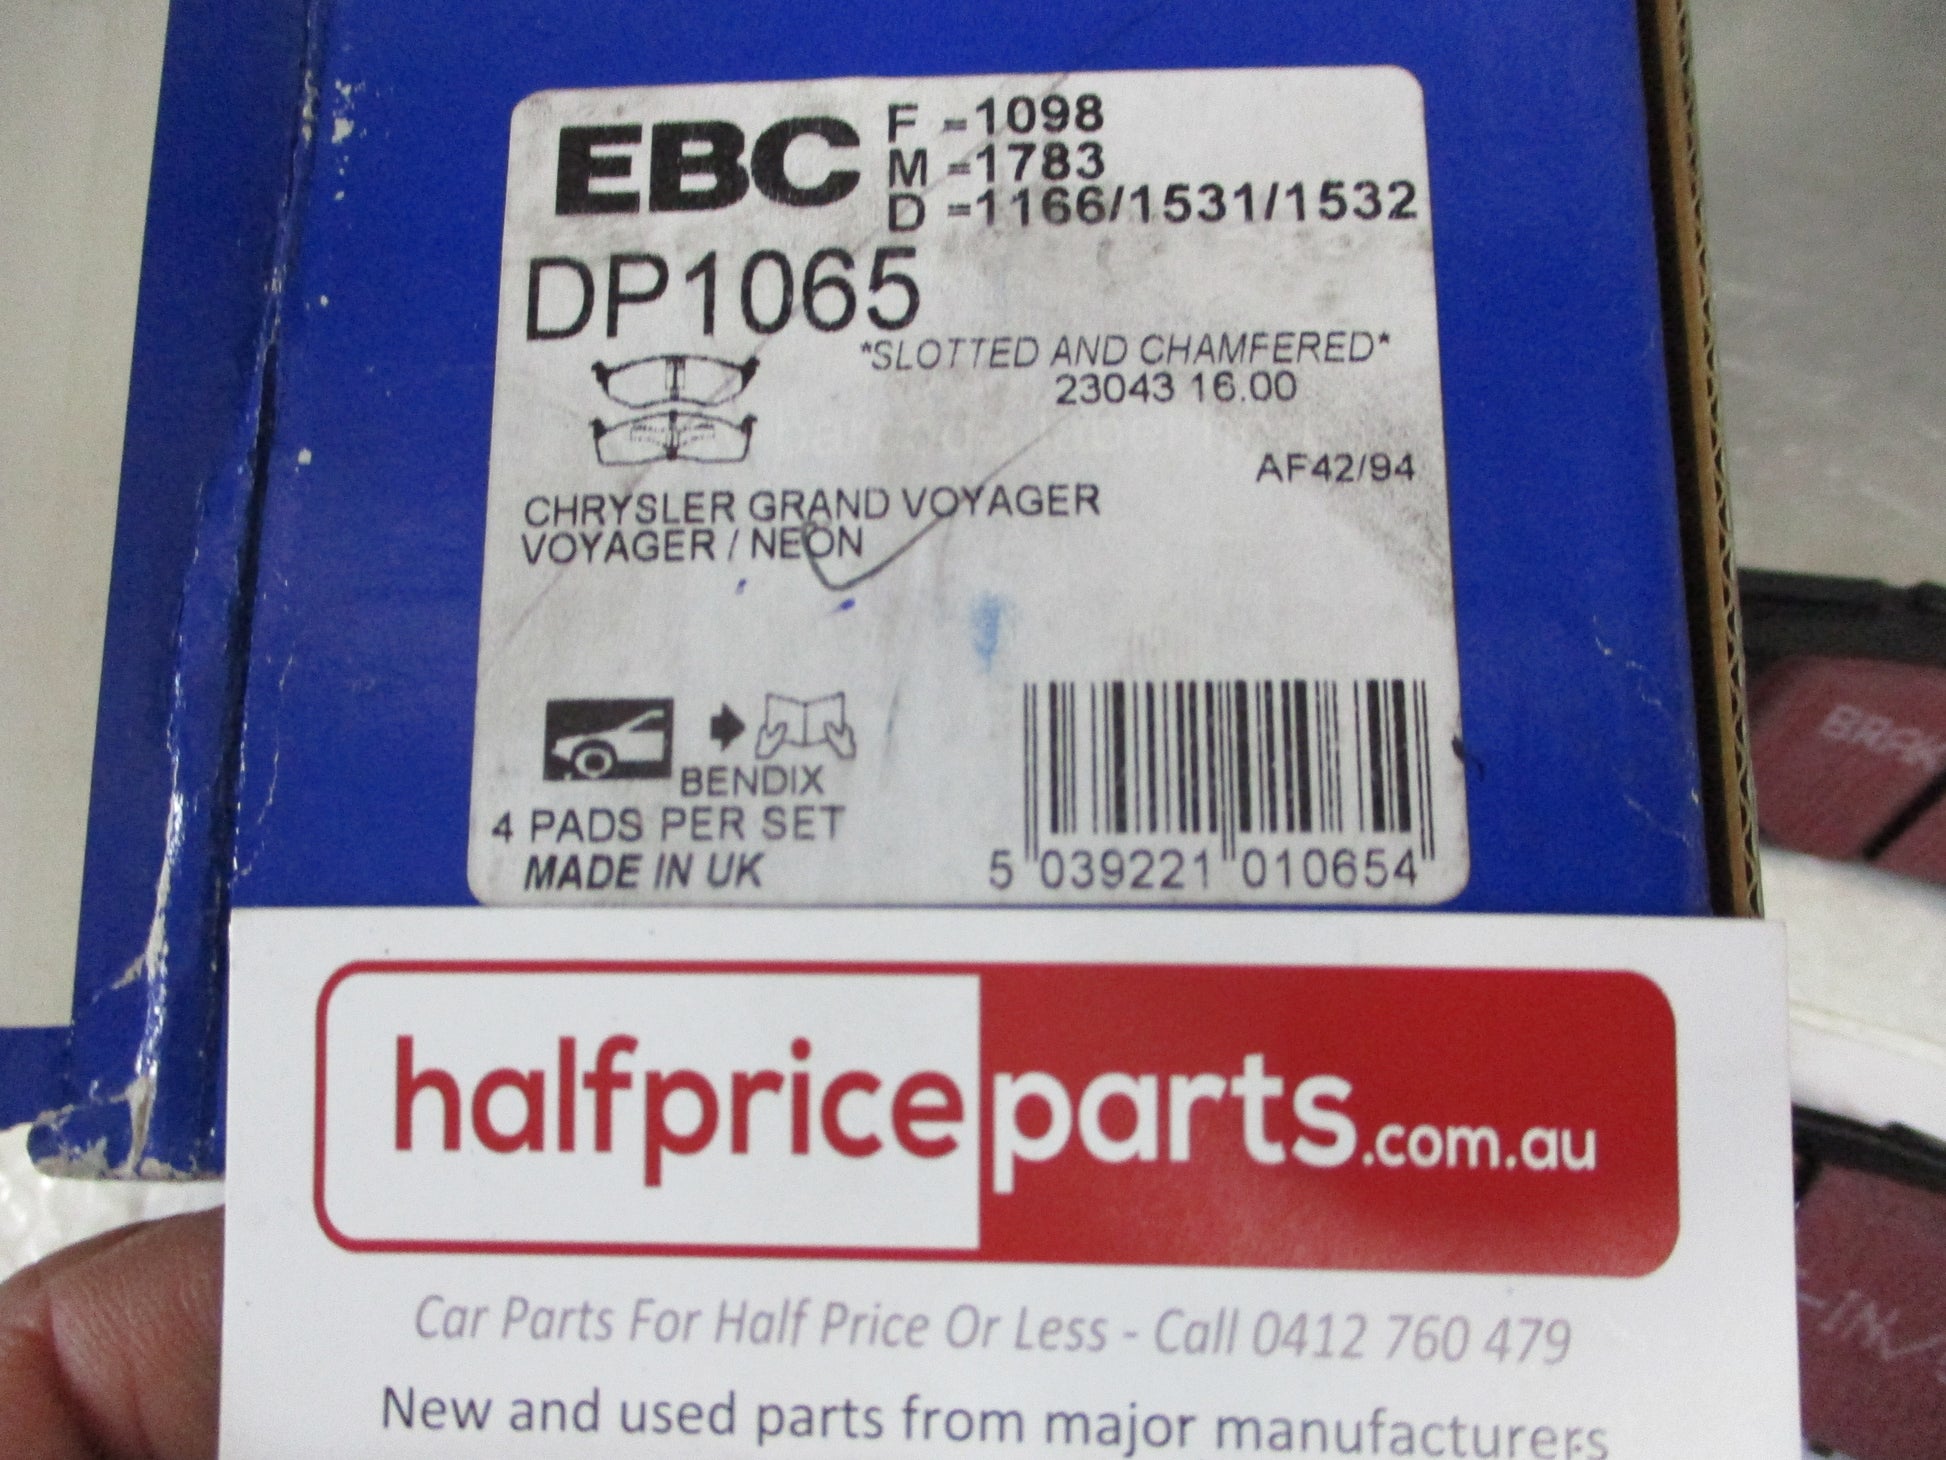 EBC
F =1098
M =1783
D =1166/1531/1532
DP1065
*SLOTTED AND CHAMFERED*
23043 16.00
AF42/94
CHRYSLER GRAND VOYAGER
VOYAGER / NEON
BENDIX
4 PADS PER SET
MADE IN UK
5 039221 010654
halfpriceparts.com.au
Car Parts For Half Price Or Less - Call 0412 760 479
New and used parts from major manufacturers